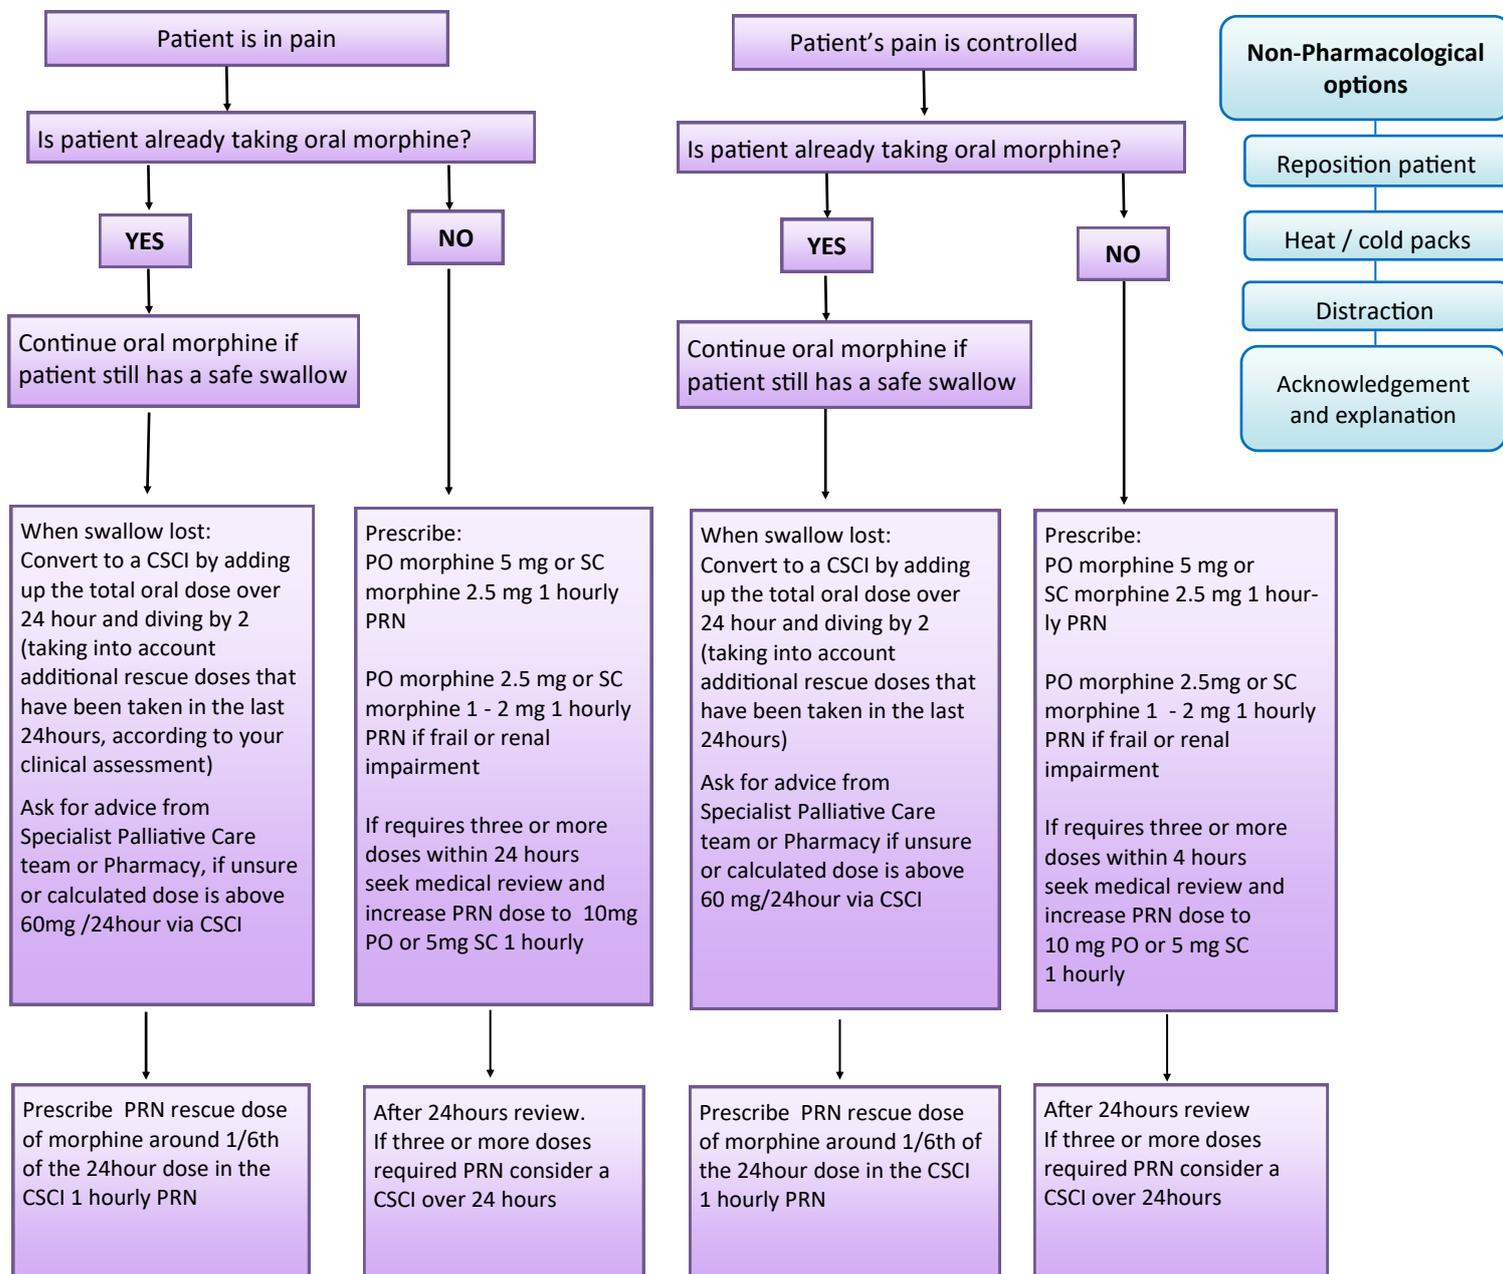 Patient is in pain
Is patient already taking oral morphine?
YES
NO
Continue oral morphine if
patient still has a safe swallow
When swallow lost:
Convert to a CSCI by adding
up the total oral dose over
24 hour and diving by 2
(taking into account
additional rescue doses that
have been taken in the last
24hours, according to your
clinical assessment)
Ask for advice from
Specialist Palliative Care
team or Pharmacy, if unsure
or calculated dose is above
60mg /24hour via CSCI
Prescribe:
PO morphine 5 mg or SC
morphine 2.5 mg 1 hourly
PRN
PO morphine 2.5 mg or SC
morphine 1 - 2 mg 1 hourly
PRN if frail or renal
impairment
If requires three or more
doses within 24 hours
seek medical review and
increase PRN dose to 10mg
PO or 5mg SC 1 hourly
Prescribe PRN rescue dose
of morphine around 1/6th
of the 24hour dose in the
CSCI 1 hourly PRN
After 24hours review.
If three or more doses
required PRN consider a
CSCI over 24 hours
Patient's pain is controlled
Is patient already taking oral morphine?
YES
NO
Continue oral morphine if
patient still has a safe swallow
When swallow lost:
Convert to a CSCI by adding
up the total oral dose over
24 hour and diving by 2
(taking into account
additional rescue doses that
have been taken in the last
24hours)
Ask for advice from
Specialist Palliative Care
team or Pharmacy if unsure
or calculated dose is above
60 mg/24hour via CSCI
Prescribe:
PO morphine 5 mg or
SC morphine 2.5 mg 1 hour-
ly PRN
PO morphine 2.5mg or SC
morphine 1 - 2 mg 1 hourly
PRN if frail or renal
impairment
If requires three or more
doses within 4 hours
seek medical review and
increase PRN dose to
10 mg PO or 5 mg SC
1 hourly
Prescribe PRN rescue dose
of morphine around 1/6th of
the 24hour dose in the CSCI
1 hourly PRN
After 24hours review
If three or more doses
required PRN consider a
CSCI over 24hours
Non-Pharmacological
options
Reposition patient
Heat / cold packs
Distraction
Acknowledgement
and explanation